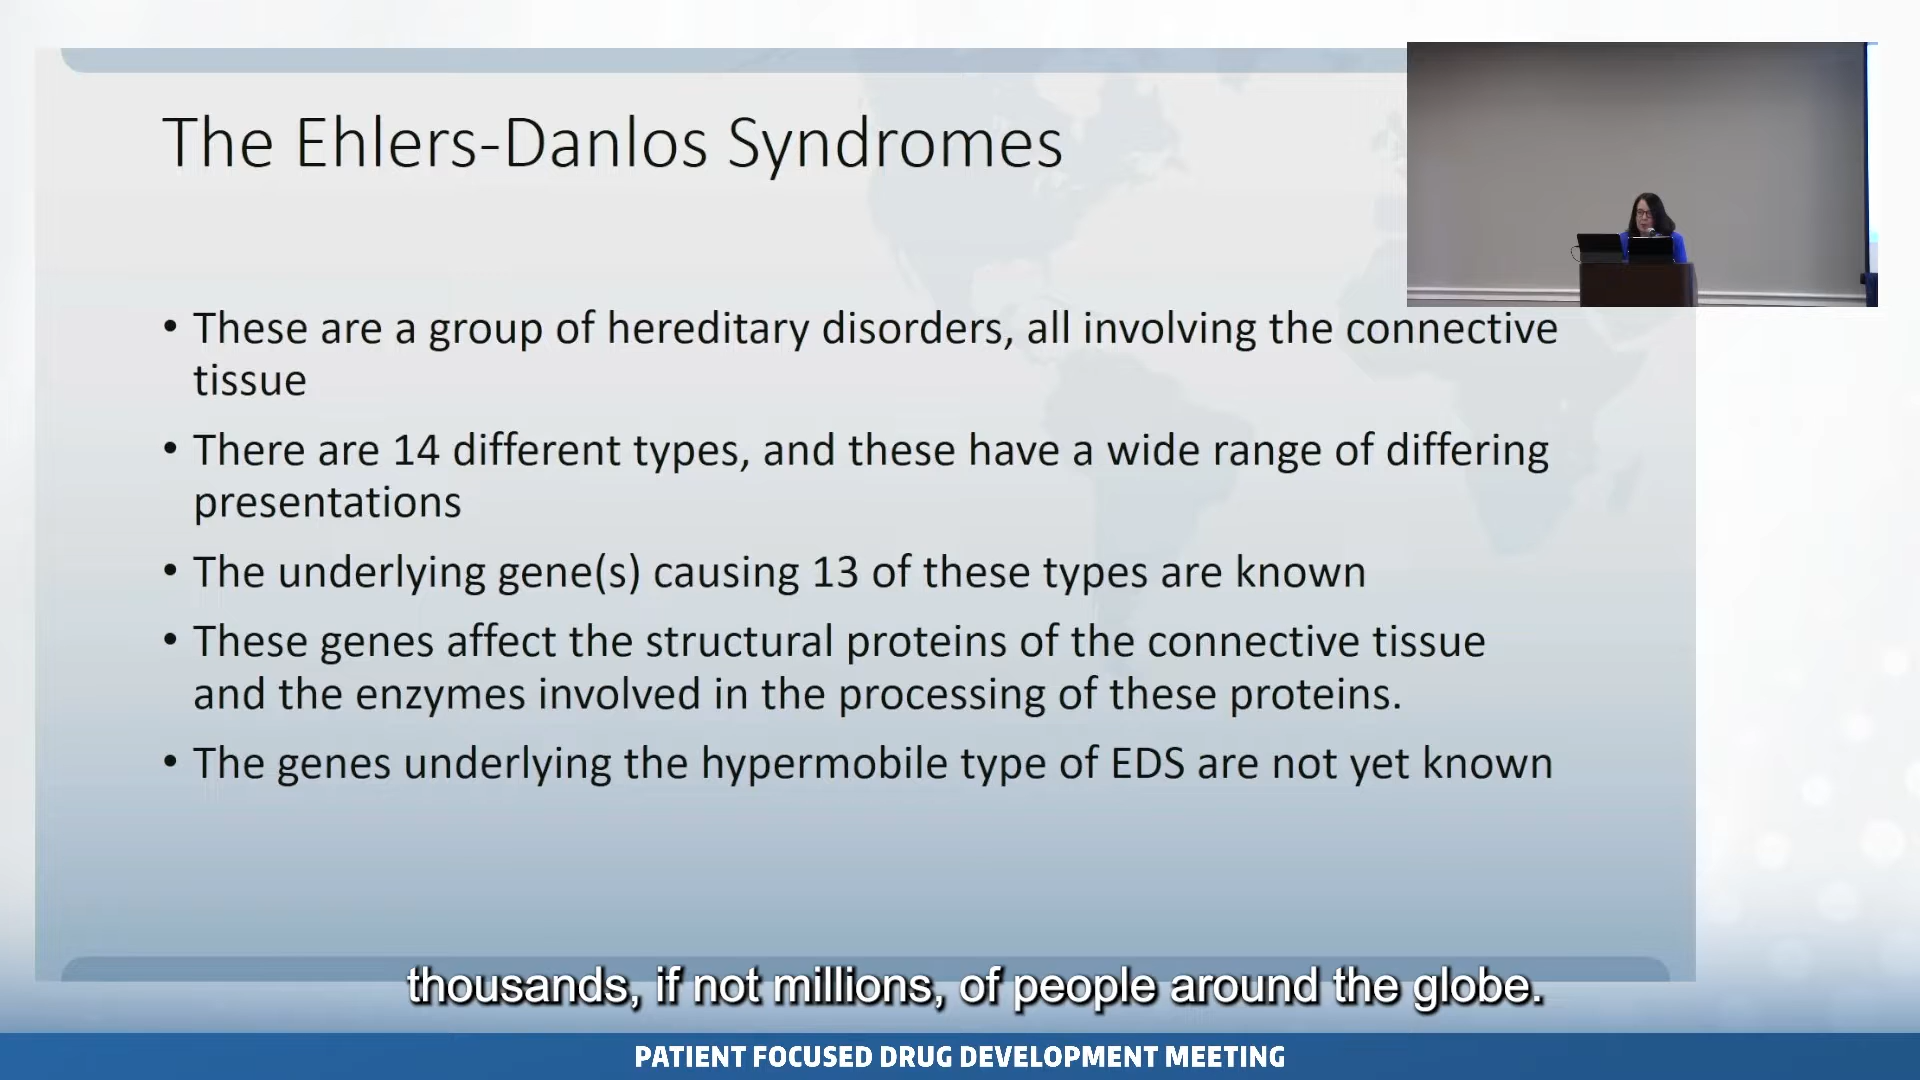 The Ehlers-Danlos Syndromes
• These are a group of hereditary disorders, all involving the connective
tissue
• There are 14 different types, and these have a wide range of differing
presentations
• The underlying gene(s) causing 13 of these types are known
• These genes affect the structural proteins of the connective tissue
and the enzymes involved in the processing of these proteins.
• The genes underlying the hypermobile type of EDS are not yet known
thousands, if not millions, of people around the globe.
PATIENT FOCUSED DRUG DEVELOPMENT MEETING